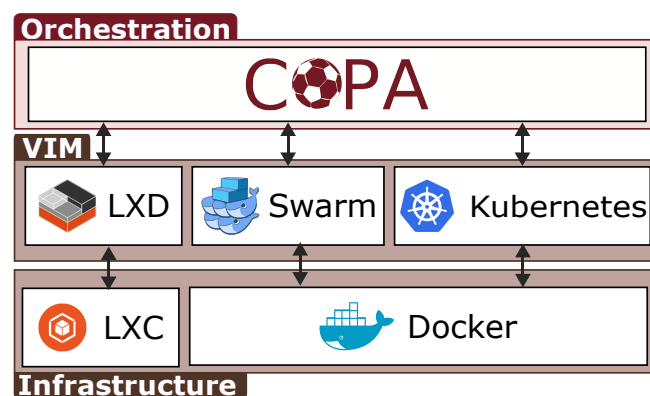 Orchestration
COPA
VIM
LXD
Swarm
Kubernetes
LXC
Docker
Infrastructure